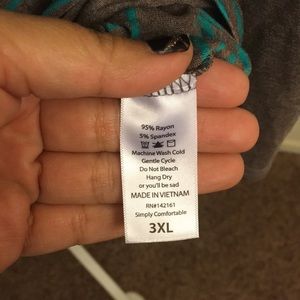 95% Rayon
5% Spandex
Machine Wash Cold
Gentle Cycle
Do Not Bleach
Hang Dry
or you'll be sad
MADE IN VIETNAM
RN#142161
Simply Comfortable
3XL